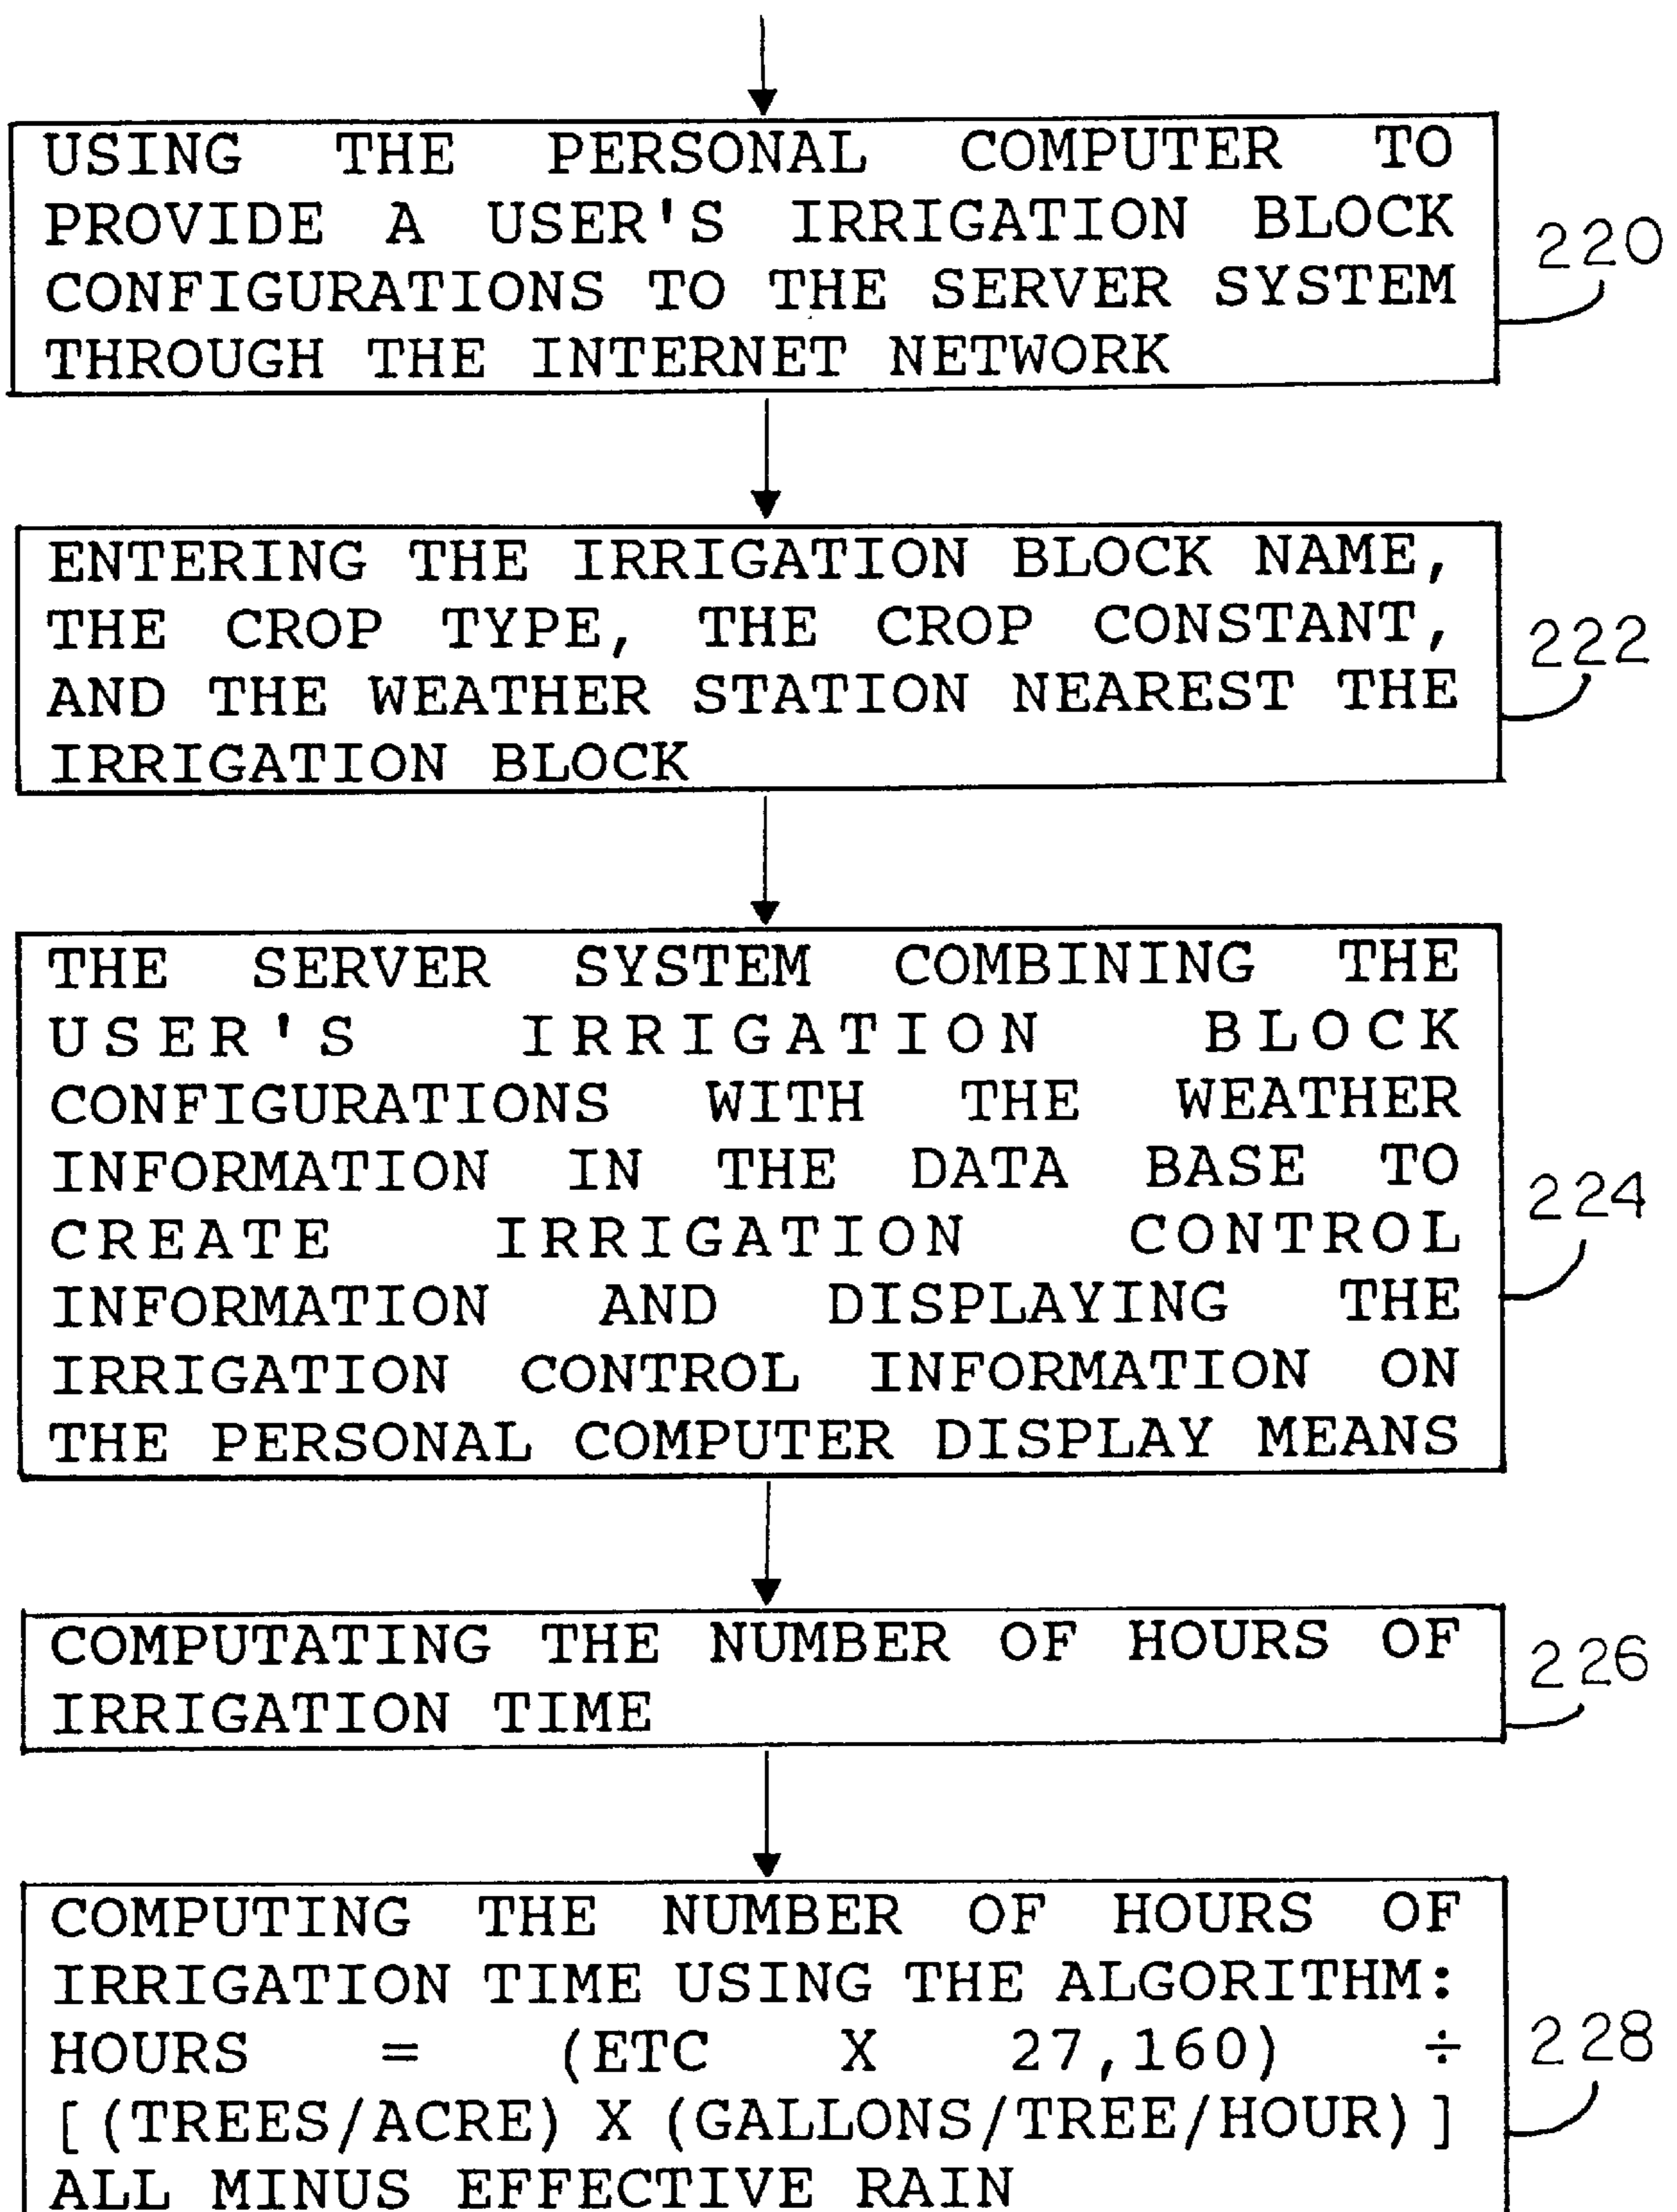 USING THE PERSONAL COMPUTER TO
PROVIDE A USER'S IRRIGATION BLOCK
CONFIGURATIONS TO THE SERVER SYSTEM
THROUGH THE INTERNET NETWORK
220
ENTERING THE IRRIGATION BLOCK NAME,
THE CROP TYPE, THE CROP CONSTANT,
AND THE WEATHER STATION NEAREST THE
IRRIGATION BLOCK
222
THE SERVER SYSTEM COMBINING THE
USER'S IRRIGATION BLOCK
CONFIGURATIONS WITH THE WEATHER
INFORMATION IN THE DATA BASE TO
CREATE IRRIGATION CONTROL
INFORMATION AND DISPLAYING THE
IRRIGATION CONTROL INFORMATION ON
THE PERSONAL COMPUTER DISPLAY MEANS
224
COMPUTATING THE NUMBER OF HOURS OF
IRRIGATION TIME
226
COMPUTING THE NUMBER OF HOURS OF
IRRIGATION TIME USING THE ALGORITHM:
HOURS = (ETC X 27,160) ÷
[(TREES/ACRE) X (GALLONS/TREE/HOUR)]
ALL MINUS EFFECTIVE RAIN
228